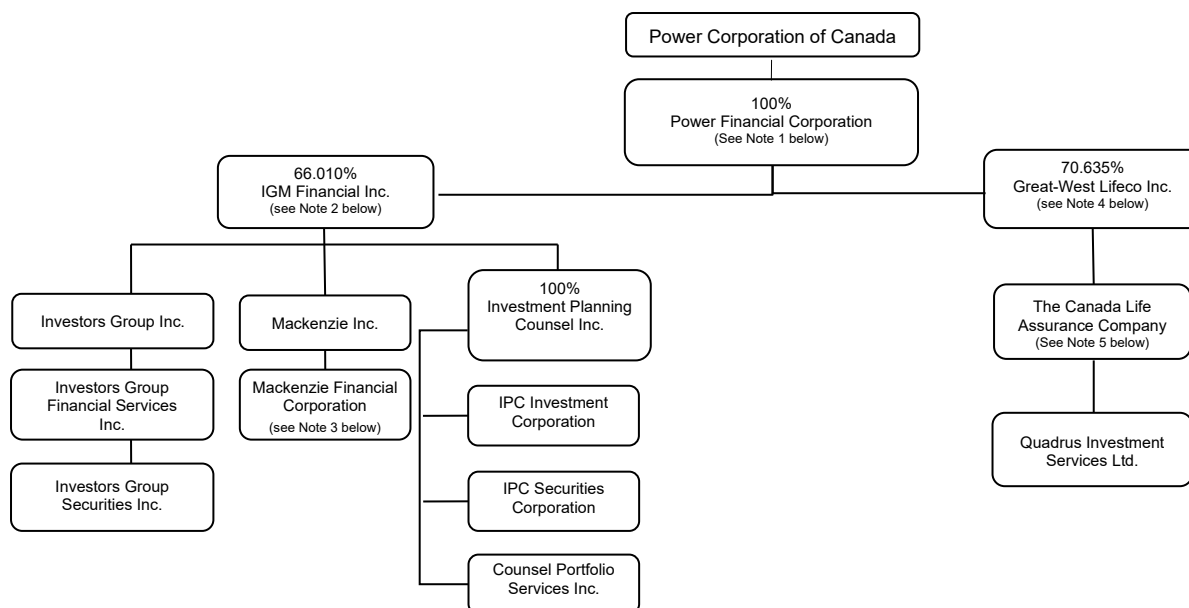 Power Corporation of Canada
100%
Power Financial Corporation
(See Note 1 below)
66.010%
IGM Financial Inc.
(see Note 2 below)
70.635%
Great-West Lifeco Inc.
(see Note 4 below)
Investors Group Inc.
Mackenzie Inc.
100%
Investment Planning
Counsel Inc.
The Canada Life
Assurance Company
(See Note 5 below)
Investors Group
Financial Services
Inc.
Mackenzie Financial
Corporation
(see Note 3 below)
IPC Investment
Corporation
Quadrus Investment
Services Ltd.
Investors Group
Securities Inc.
IPC Securities
Corporation
Counsel Portfolio
Services Inc.